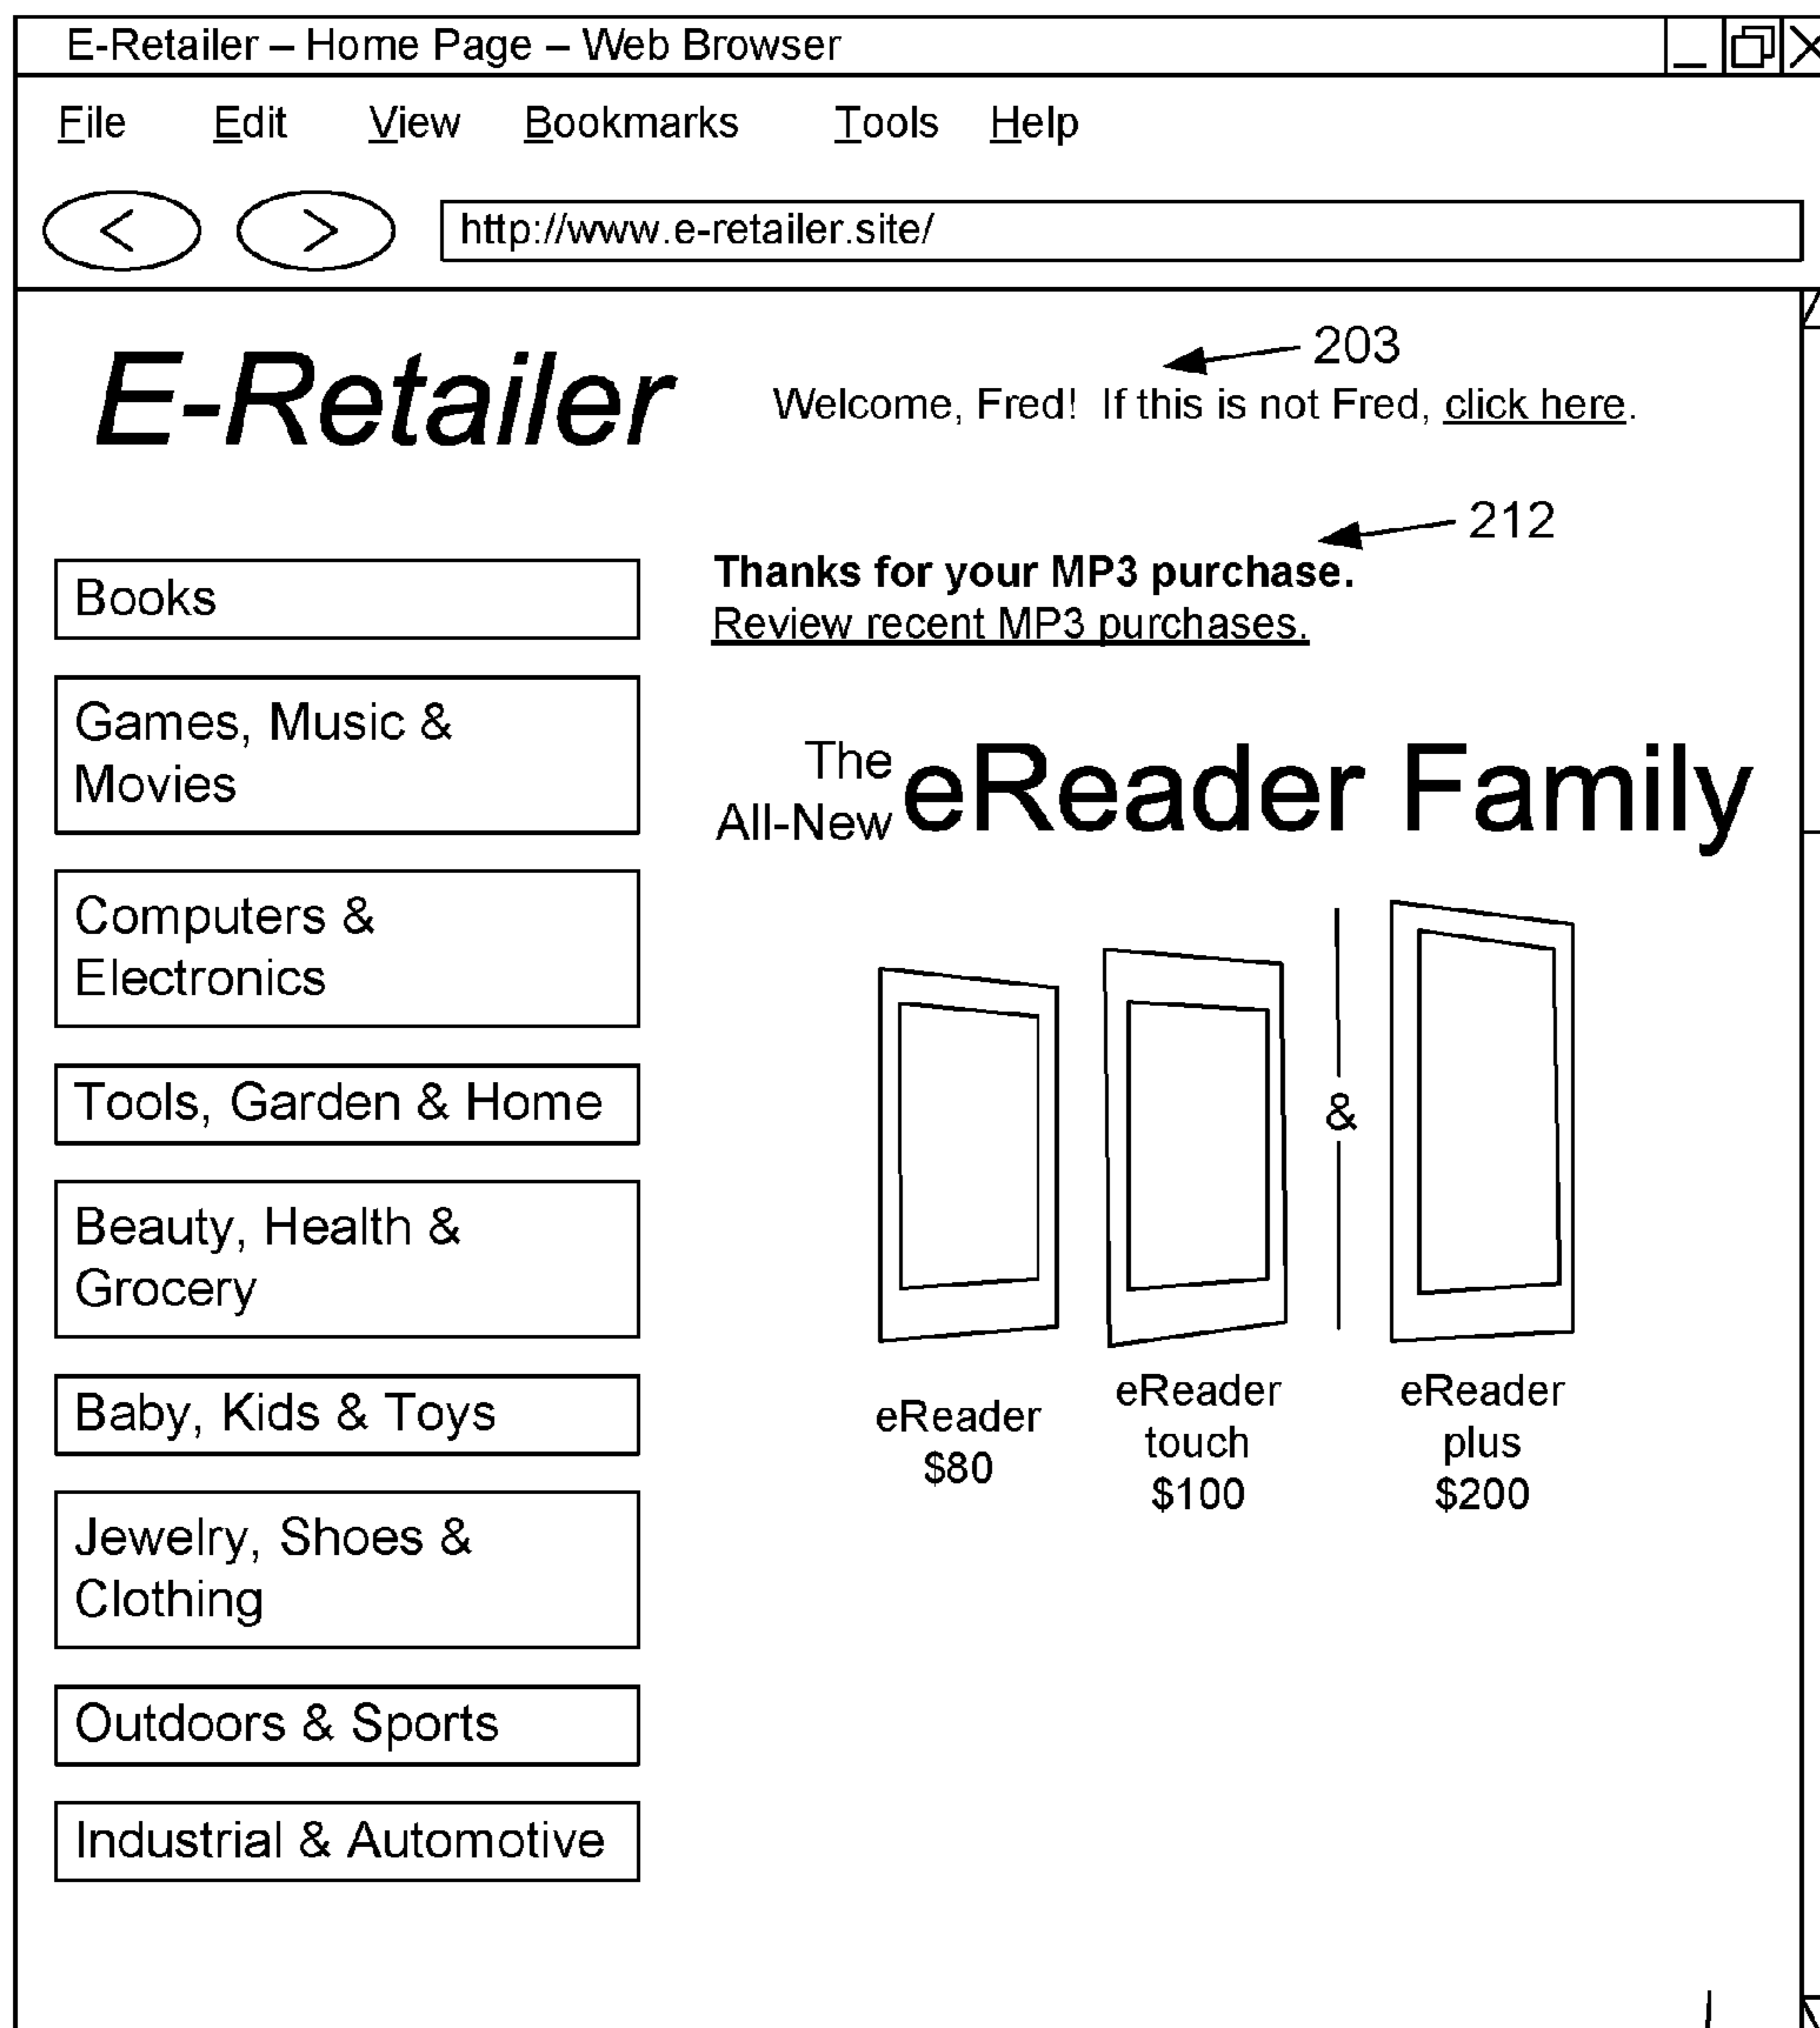 E-Retailer – Home Page – Web Browser
File Edit View Bookmarks Tools Help
< > http://www.e-retailer.site/
203
E-Retailer Welcome, Fred! If this is not Fred, click here.
212
Thanks for your MP3 purchase.
Review recent MP3 purchases.
Books
Games, Music &
Movies
Computers &
Electronics
Tools, Garden & Home
Beauty, Health &
Grocery
Baby, Kids & Toys
Jewelry, Shoes &
Clothing
Outdoors & Sports
Industrial & Automotive
The
All-New
eReader Family
&
eReader
$80
eReader
touch
$100
eReader
plus
$200